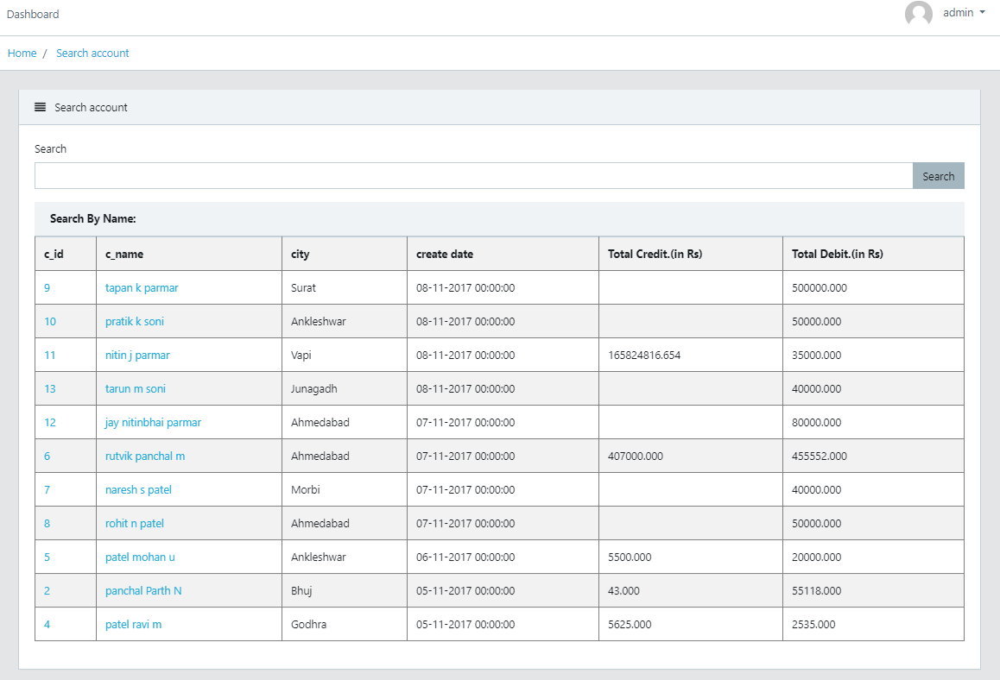 Dashboard admin
Home / Search account
Search account
Search
Search
Search By Name:
c_id c_name city create date Total Credit.(in Rs) Total Debit.(in Rs)
9 tapan k parmar Surat 08-11-2017 00:00:00 500000.000
10 pratik k soni Ankleshwar 08-11-2017 00:00:00 50000.000
11 nitin j parmar Vapi 08-11-2017 00:00:00 165824816.654 35000.000
13 tarun m soni Junagadh 08-11-2017 00:00:00 40000.000
12 jay nitinbhai parmar Ahmedabad 07-11-2017 00:00:00 80000.000
6 rutvik panchal m Ahmedabad 07-11-2017 00:00:00 407000.000 455552.000
7 naresh s patel Morbi 07-11-2017 00:00:00 40000.000
8 rohit n patel Ahmedabad 07-11-2017 00:00:00 50000.000
5 patel mohan u Ankleshwar 06-11-2017 00:00:00 5500.000 20000.000
2 panchal Parth N Bhuj 05-11-2017 00:00:00 43.000 55118.000
4 patel ravi m Godhra 05-11-2017 00:00:00 5625.000 2535.000